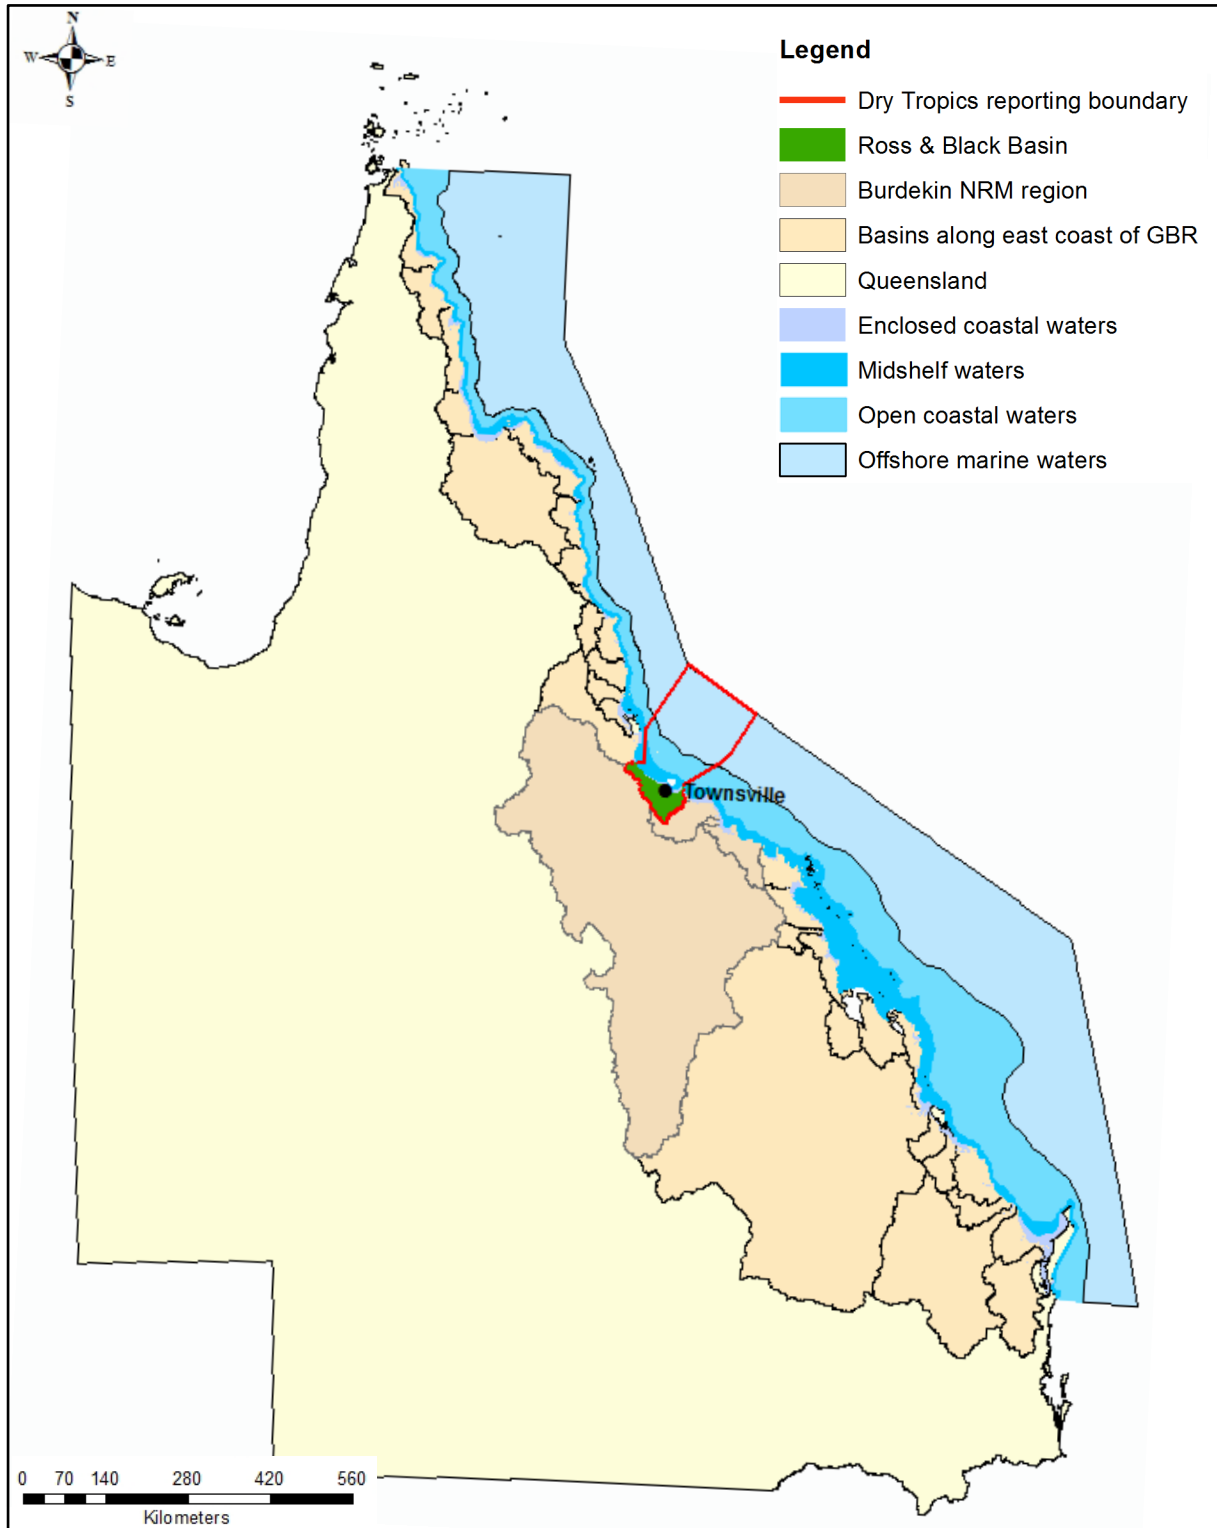 N
W E
S
Legend
Dry Tropics reporting boundary
Ross & Black Basin
Burdekin NRM region
Basins along east coast of GBR
Queensland
Enclosed coastal waters
Midshelf waters
Open coastal waters
Offshore marine waters
Townsville
0 70 140 280 420 560
Kilometers